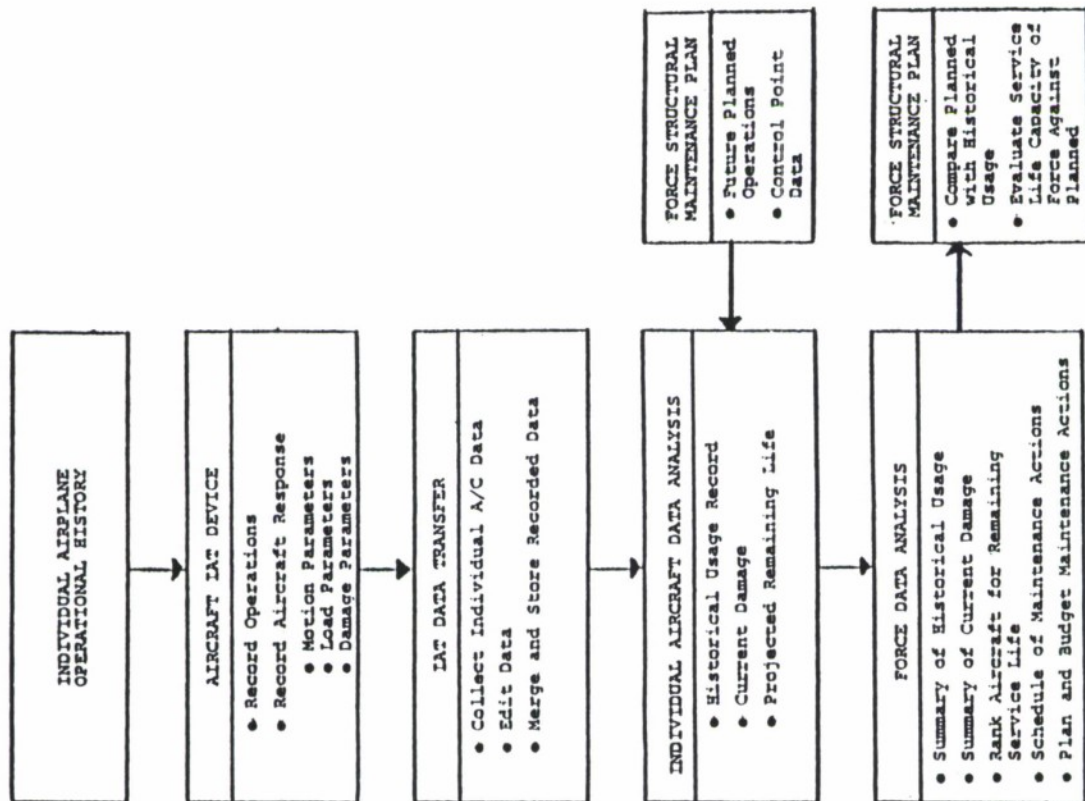 INDIVIDUAL AIRPLANE
OPERATIONAL HISTORY
AIRCRAFT IAT DEVICE
● Record Operations
● Record Aircraft Response
● Motion Parameters
● Load Parameters
● Damage Parameters
IAT DATA TRANSFER
● Collect Individual A/C Data
● Edit Data
● Merge and Store Recorded Data
INDIVIDUAL AIRCRAFT DATA ANALYSIS
● Historical Usage Record
● Current Damage
● Projected Remaining Life
FORCE STRUCTURAL
MAINTENANCE PLAN
● Future Planned
Operations
● Control Point
Data
FORCE DATA ANALYSIS
● Summary of Historical Usage
● Summary of Current Damage
● Rank Aircraft for Remaining
Service Life
● Schedule of Maintenance Actions
● Plan and Budget Maintenance Actions
FORCE STRUCTURAL
MAINTENANCE PLAN
● Compare Planned
with Historical
Usage
● Evaluate Service
Life Capacity of
Force Against
Planned